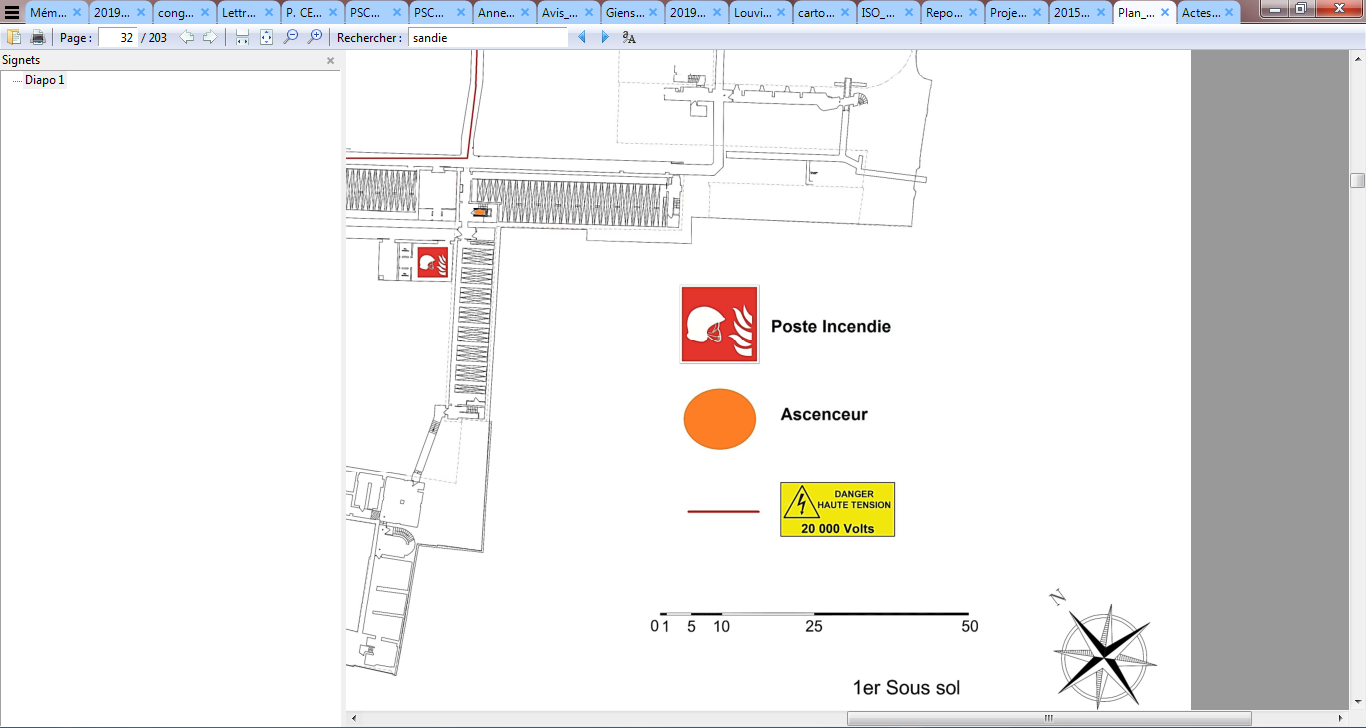 Mém... 2019... cong... Lettr... P. CE... PSC... PSC... Anne... Avis_... Giens... 2019... Louvi... carto... ISO_... Repo... Proje... 2015... Plan_... Actes...
Page : 32 / 203 Rechercher : sandie
Signets
Diapo 1
Poste Incendie
Ascenceur
DANGER
HAUTE TENSION
20 000 Volts
0 1 5 10 25 50
N
1er Sous sol